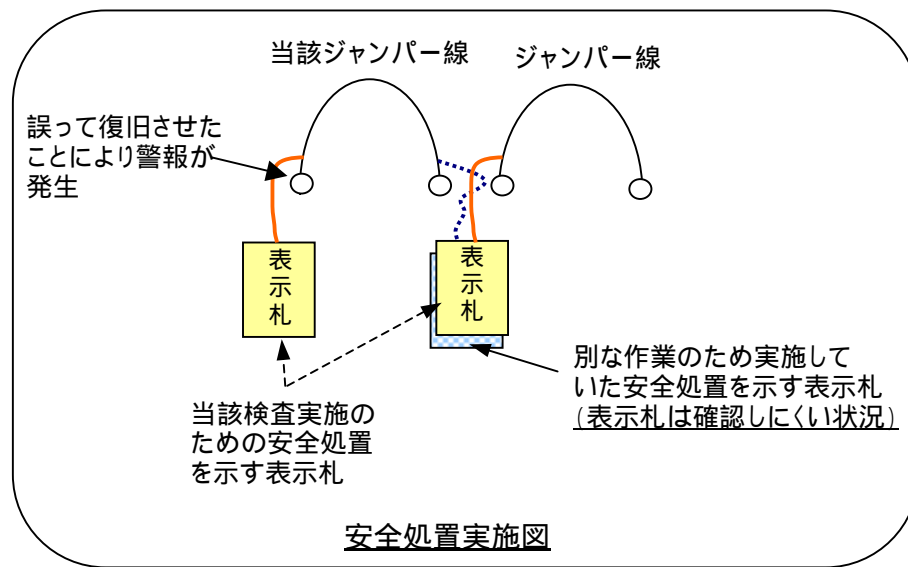 当該ジャンパー線
ジャンパー線
誤って復旧させた
ことにより警報が
発生
表示札
表示札
別な作業のため実施して
いた安全処置を示す表示札
(表示札は確認しにくい状況)
当該検査実施の
ための安全処置
を示す表示札
安全処置実施図